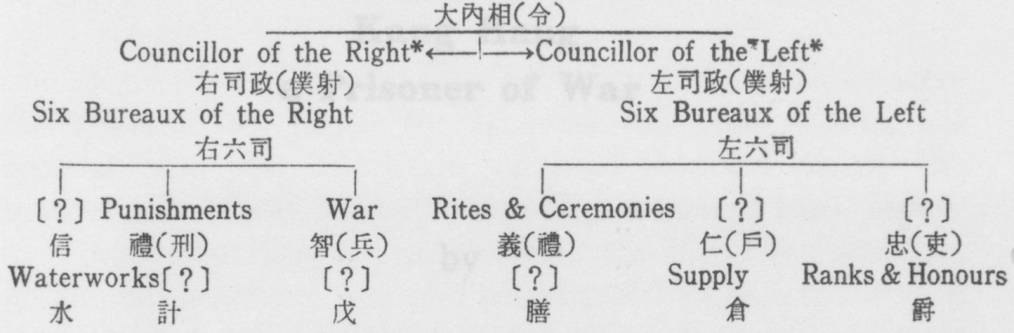 大內相(令)
Councillor of the Right*←→Councillor of the Left*
右司政(僕射) 左司政(僕射)
Six Bureaux of the Right Six Bureaux of the Left
右六司 左六司
[?] Punishments War Rites & Ceremonies [?] [?]
信 禮(刑) 智(兵) 義(禮) 仁(戶) 忠(吏)
Waterworks[?] [?] [?] Supply Ranks & Honours
水 計 戊 膳 倉 爵